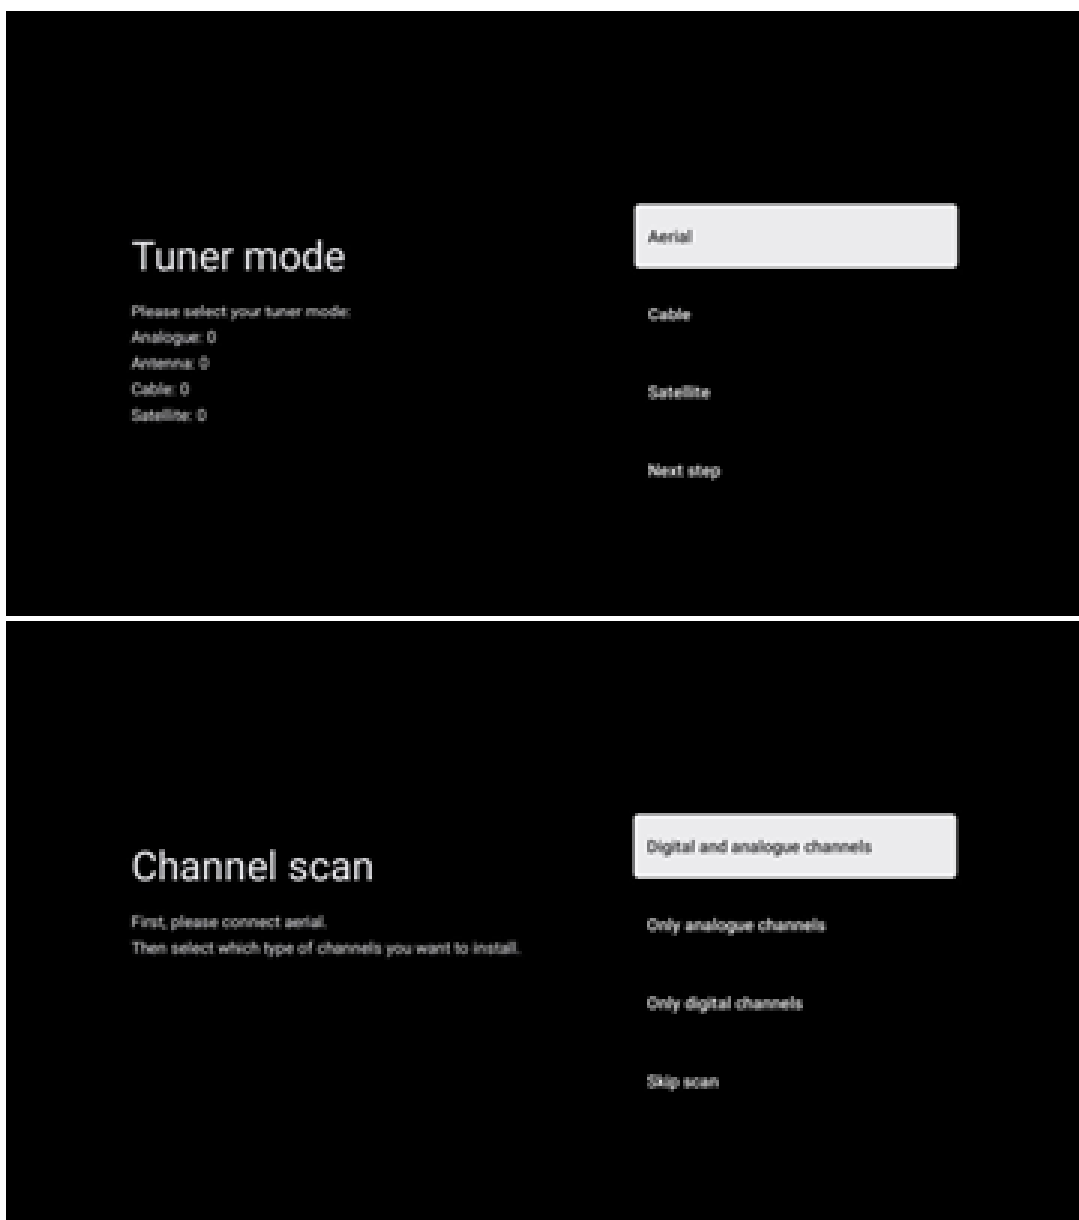 Tuner mode
Please select your tuner mode:
Analogue: 0
Antenna: 0
Cable: 0
Satellite: 0
Aerial
Cable
Satellite
Next step
Channel scan
First, please connect aerial.
Then select which type of channels you want to install.
Digital and analogue channels
Only analogue channels
Only digital channels
Skip scan